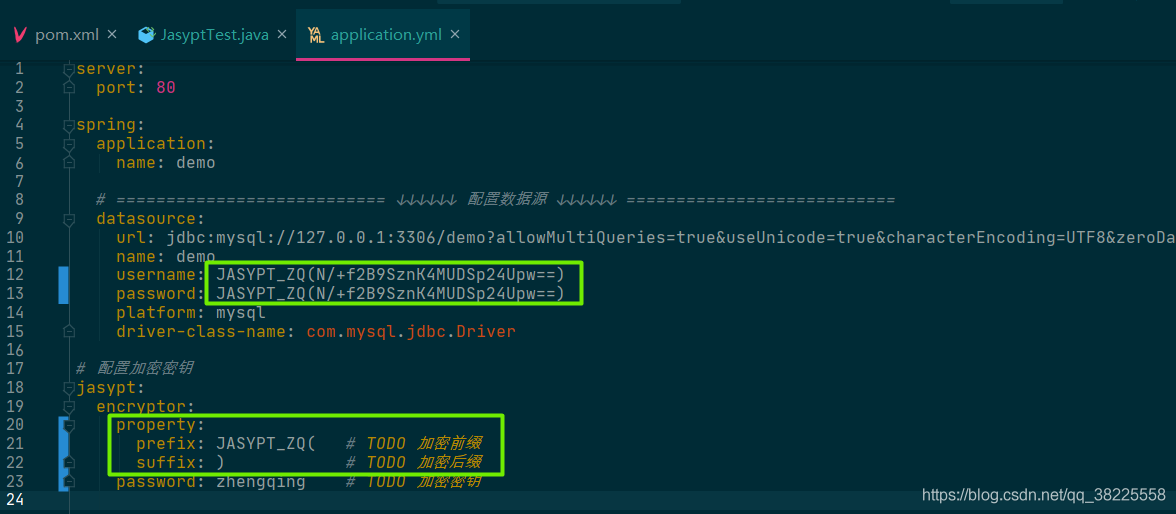 pom.xml × JasyptTest.java × application.yml ×
1 server:
2 port: 80
3
4 spring:
5 application:
6 name: demo
7
8 # =========================== ↓↓↓↓↓↓ 配置数据源 ↓↓↓↓↓↓ ===========================
9 datasource:
10 url: jdbc:mysql://127.0.0.1:3306/demo?allowMultiQueries=true&useUnicode=true&characterEncoding=UTF8&zeroDa
11 name: demo
12 username: JASYPT_ZQ(N/+f2B9SznK4MUDSp24Upw==)
13 password: JASYPT_ZQ(N/+f2B9SznK4MUDSp24Upw==)
14 platform: mysql
15 driver-class-name: com.mysql.jdbc.Driver
16
17 # 配置加密密钥
18 jasypt:
19 encryptor:
20 property:
21 prefix: JASYPT_ZQ( # TODO 加密前缀
22 suffix: ) # TODO 加密后缀
23 password: zhengqing # TODO 加密密钥
24
https://blog.csdn.net/qq_38225558